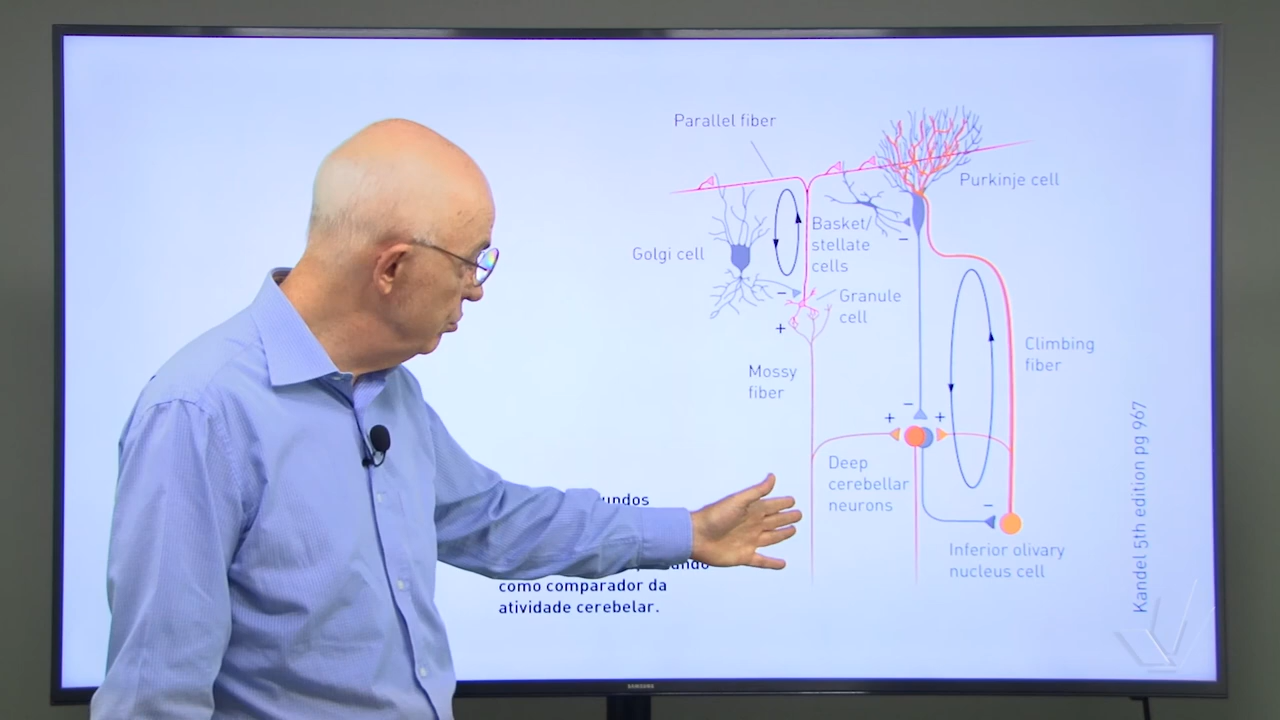 Parallel fiber
Purkinje cell
Golgi cell
Basket/
stellate
cells
−
−
Granule
cell
+
Mossy
fiber
Climbing
fiber
−
+
+
Deep
cerebellar
neurons
−
Inferior olivary
nucleus cell
Kandel 5th edition pg 967
como comparador da
atividade cerebelar.
SAMSUNG